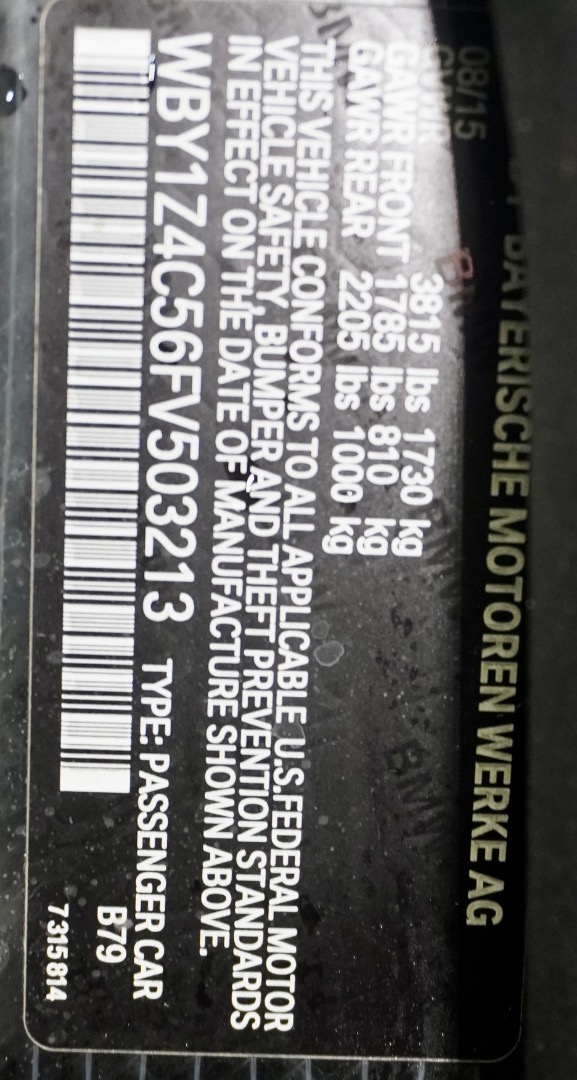 BAYERISCHE MOTOREN WERKE AG
08/15
GVWR 3815 lbs 1730 kg
GAWR FRONT 1785 lbs 810 kg
GAWR REAR 2205 lbs 1000 kg
THIS VEHICLE CONFORMS TO ALL APPLICABLE U.S.FEDERAL MOTOR
VEHICLE SAFETY, BUMPER AND THEFT PREVENTION STANDARDS
IN EFFECT ON THE DATE OF MANUFACTURE SHOWN ABOVE.
WBY1Z4C56FV503213 TYPE: PASSENGER CAR
B79
7315814